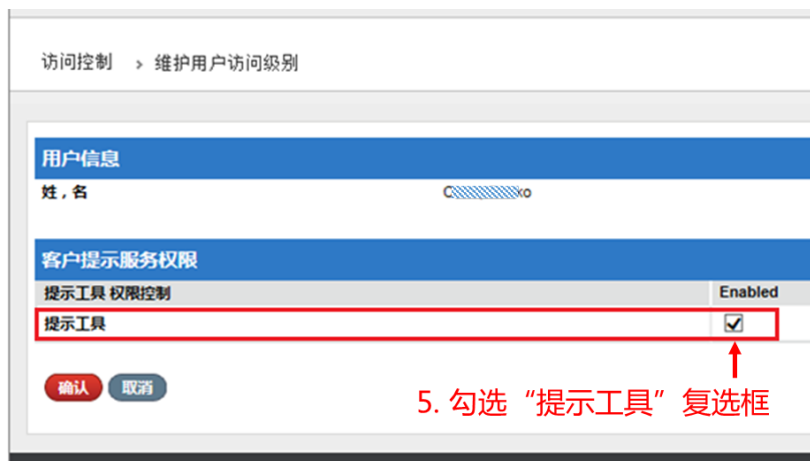 访问控制 › 维护用户访问级别
用户信息
姓，名
客户提示服务权限
提示工具 权限控制 Enabled
提示工具
确认 取消
5. 勾选“提示工具”复选框